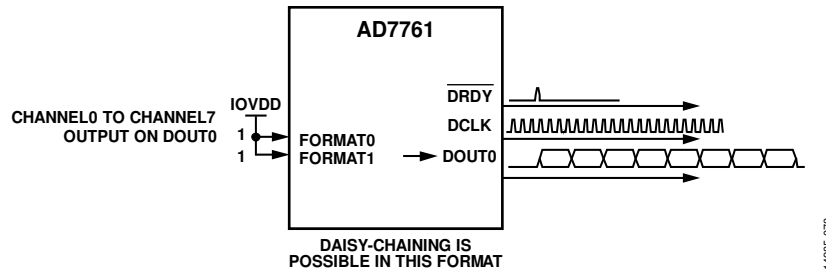 AD7761
IOVDD
CHANNEL0 TO CHANNEL7
OUTPUT ON DOUT0
1
1
FORMAT0
FORMAT1
DRDY
DCLK
DOUT0
DAISY-CHAINING IS
POSSIBLE IN THIS FORMAT